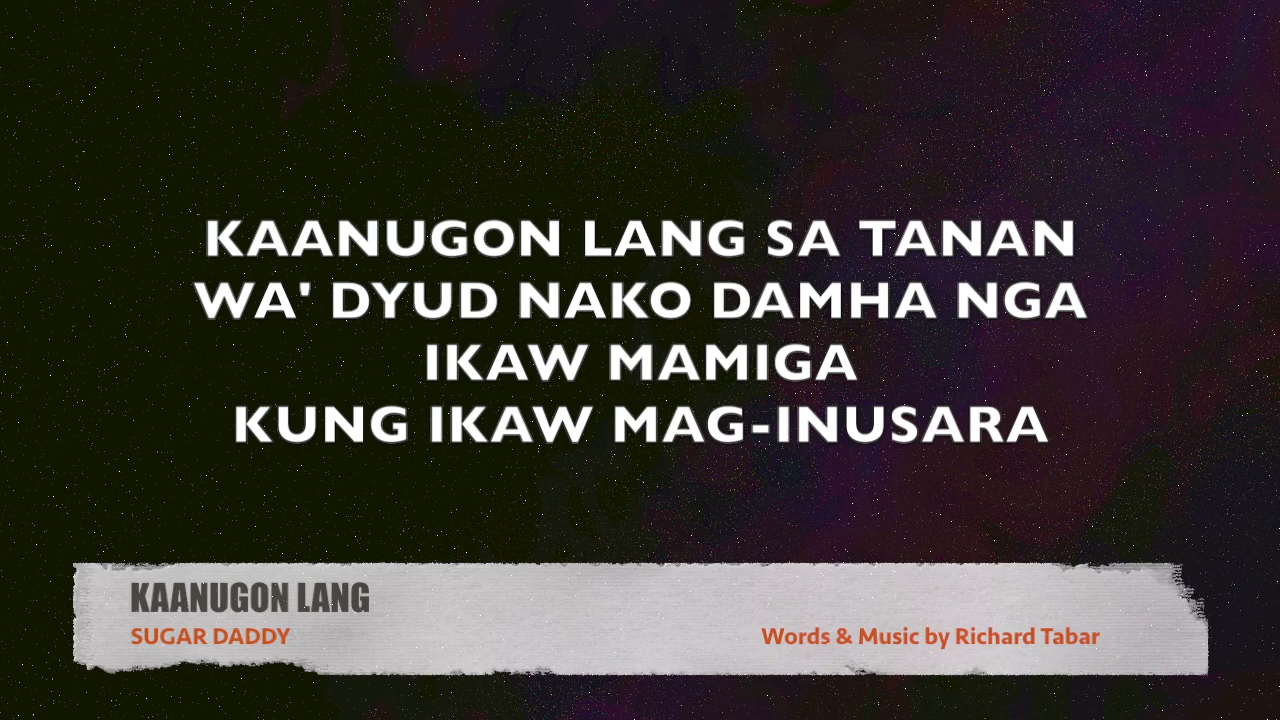 KAANUGON LANG SA TANAN
WA' DYUD NAKO DAMHA NGA
IKAW MAMIGA
KUNG IKAW MAG-INUSARA
KAANUGON LANG
SUGAR DADDY
Words & Music by Richard Tabar